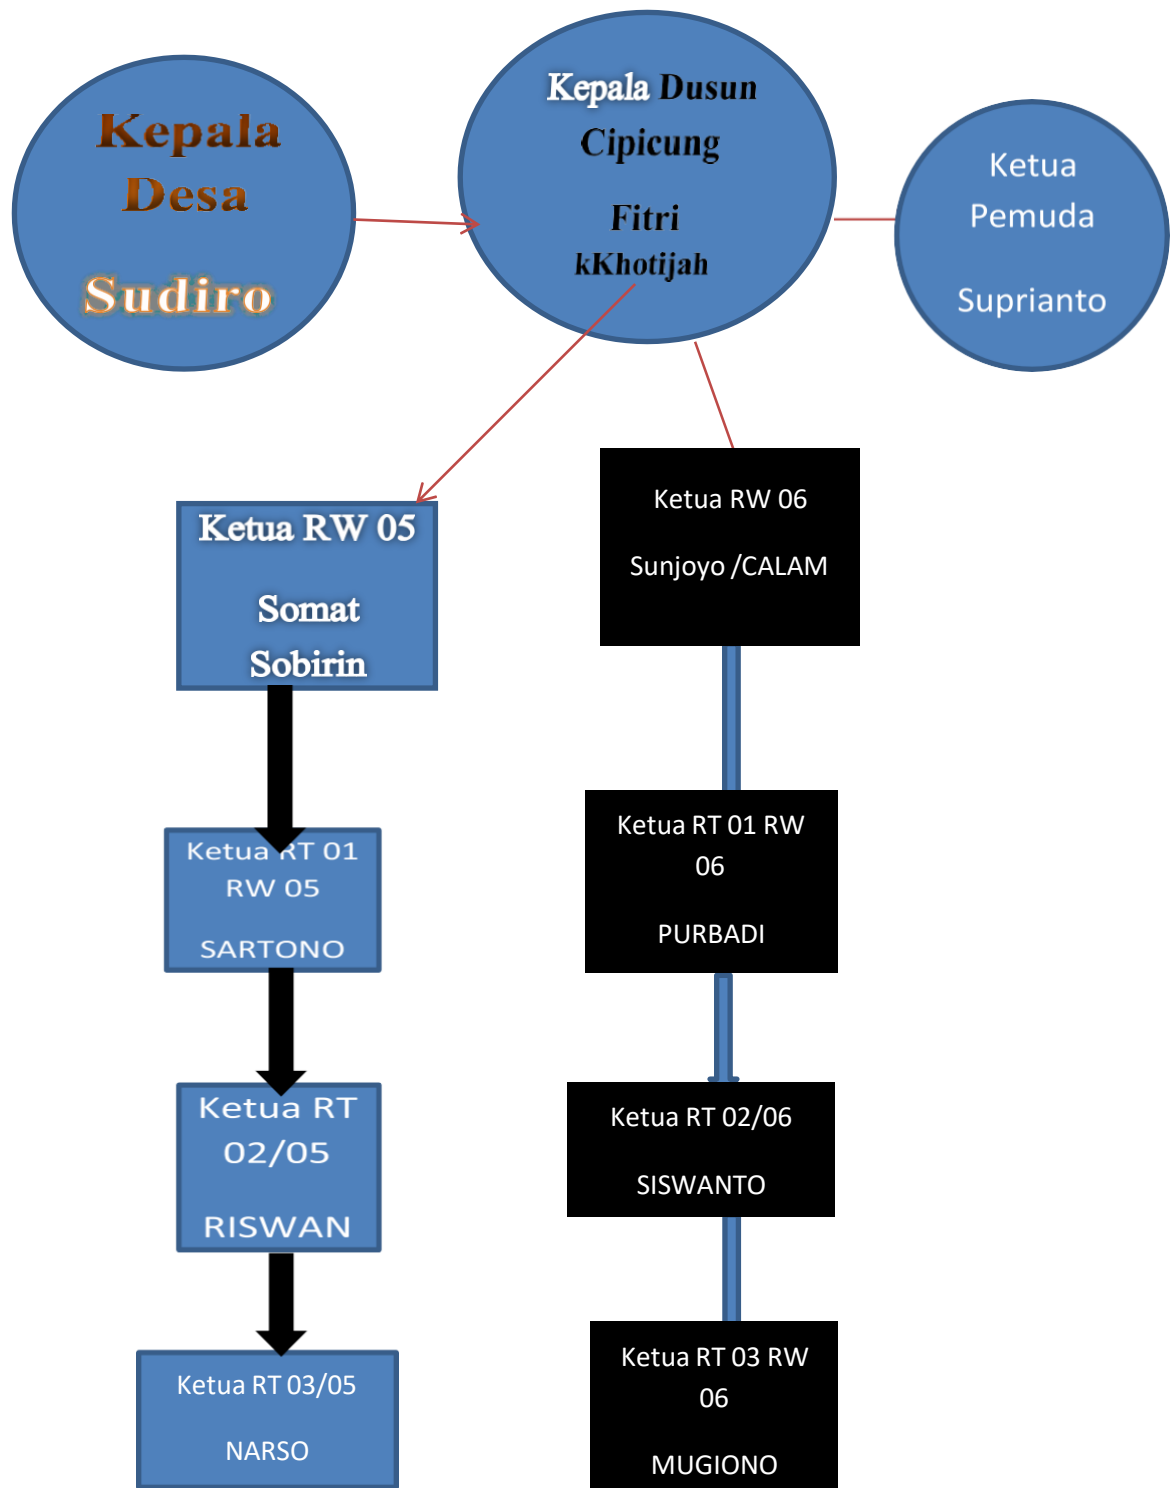 Kepala
Desa
Sudiro
Kepala Dusun
Cipicung
Fitri
kKhotijah
Ketua
Pemuda
Suprianto
Ketua RW 05
Somat
Sobirin
Ketua RW 06
Sunjoyo /CALAM
Ketua RT 01
RW 05
SARTONO
Ketua RT 01 RW
06
PURBADI
Ketua RT
02/05
RISWAN
Ketua RT 02/06
SISWANTO
Ketua RT 03/05
NARSO
Ketua RT 03 RW
06
MUGIONO